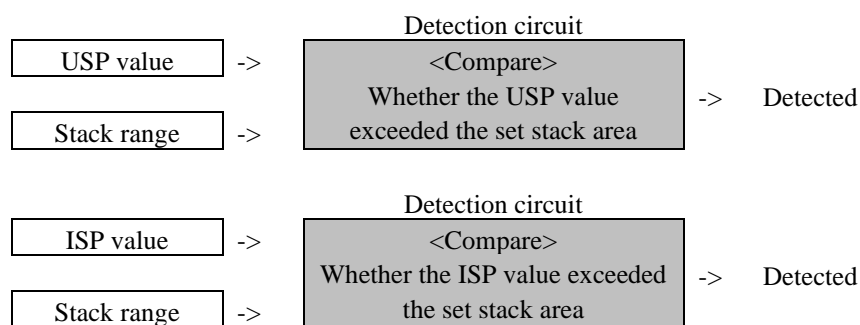 Detection circuit
USP value -> <Compare>
Whether the USP value -> Detected
Stack range -> exceeded the set stack area
Detection circuit
ISP value -> <Compare>
Whether the ISP value exceeded -> Detected
Stack range -> the set stack area